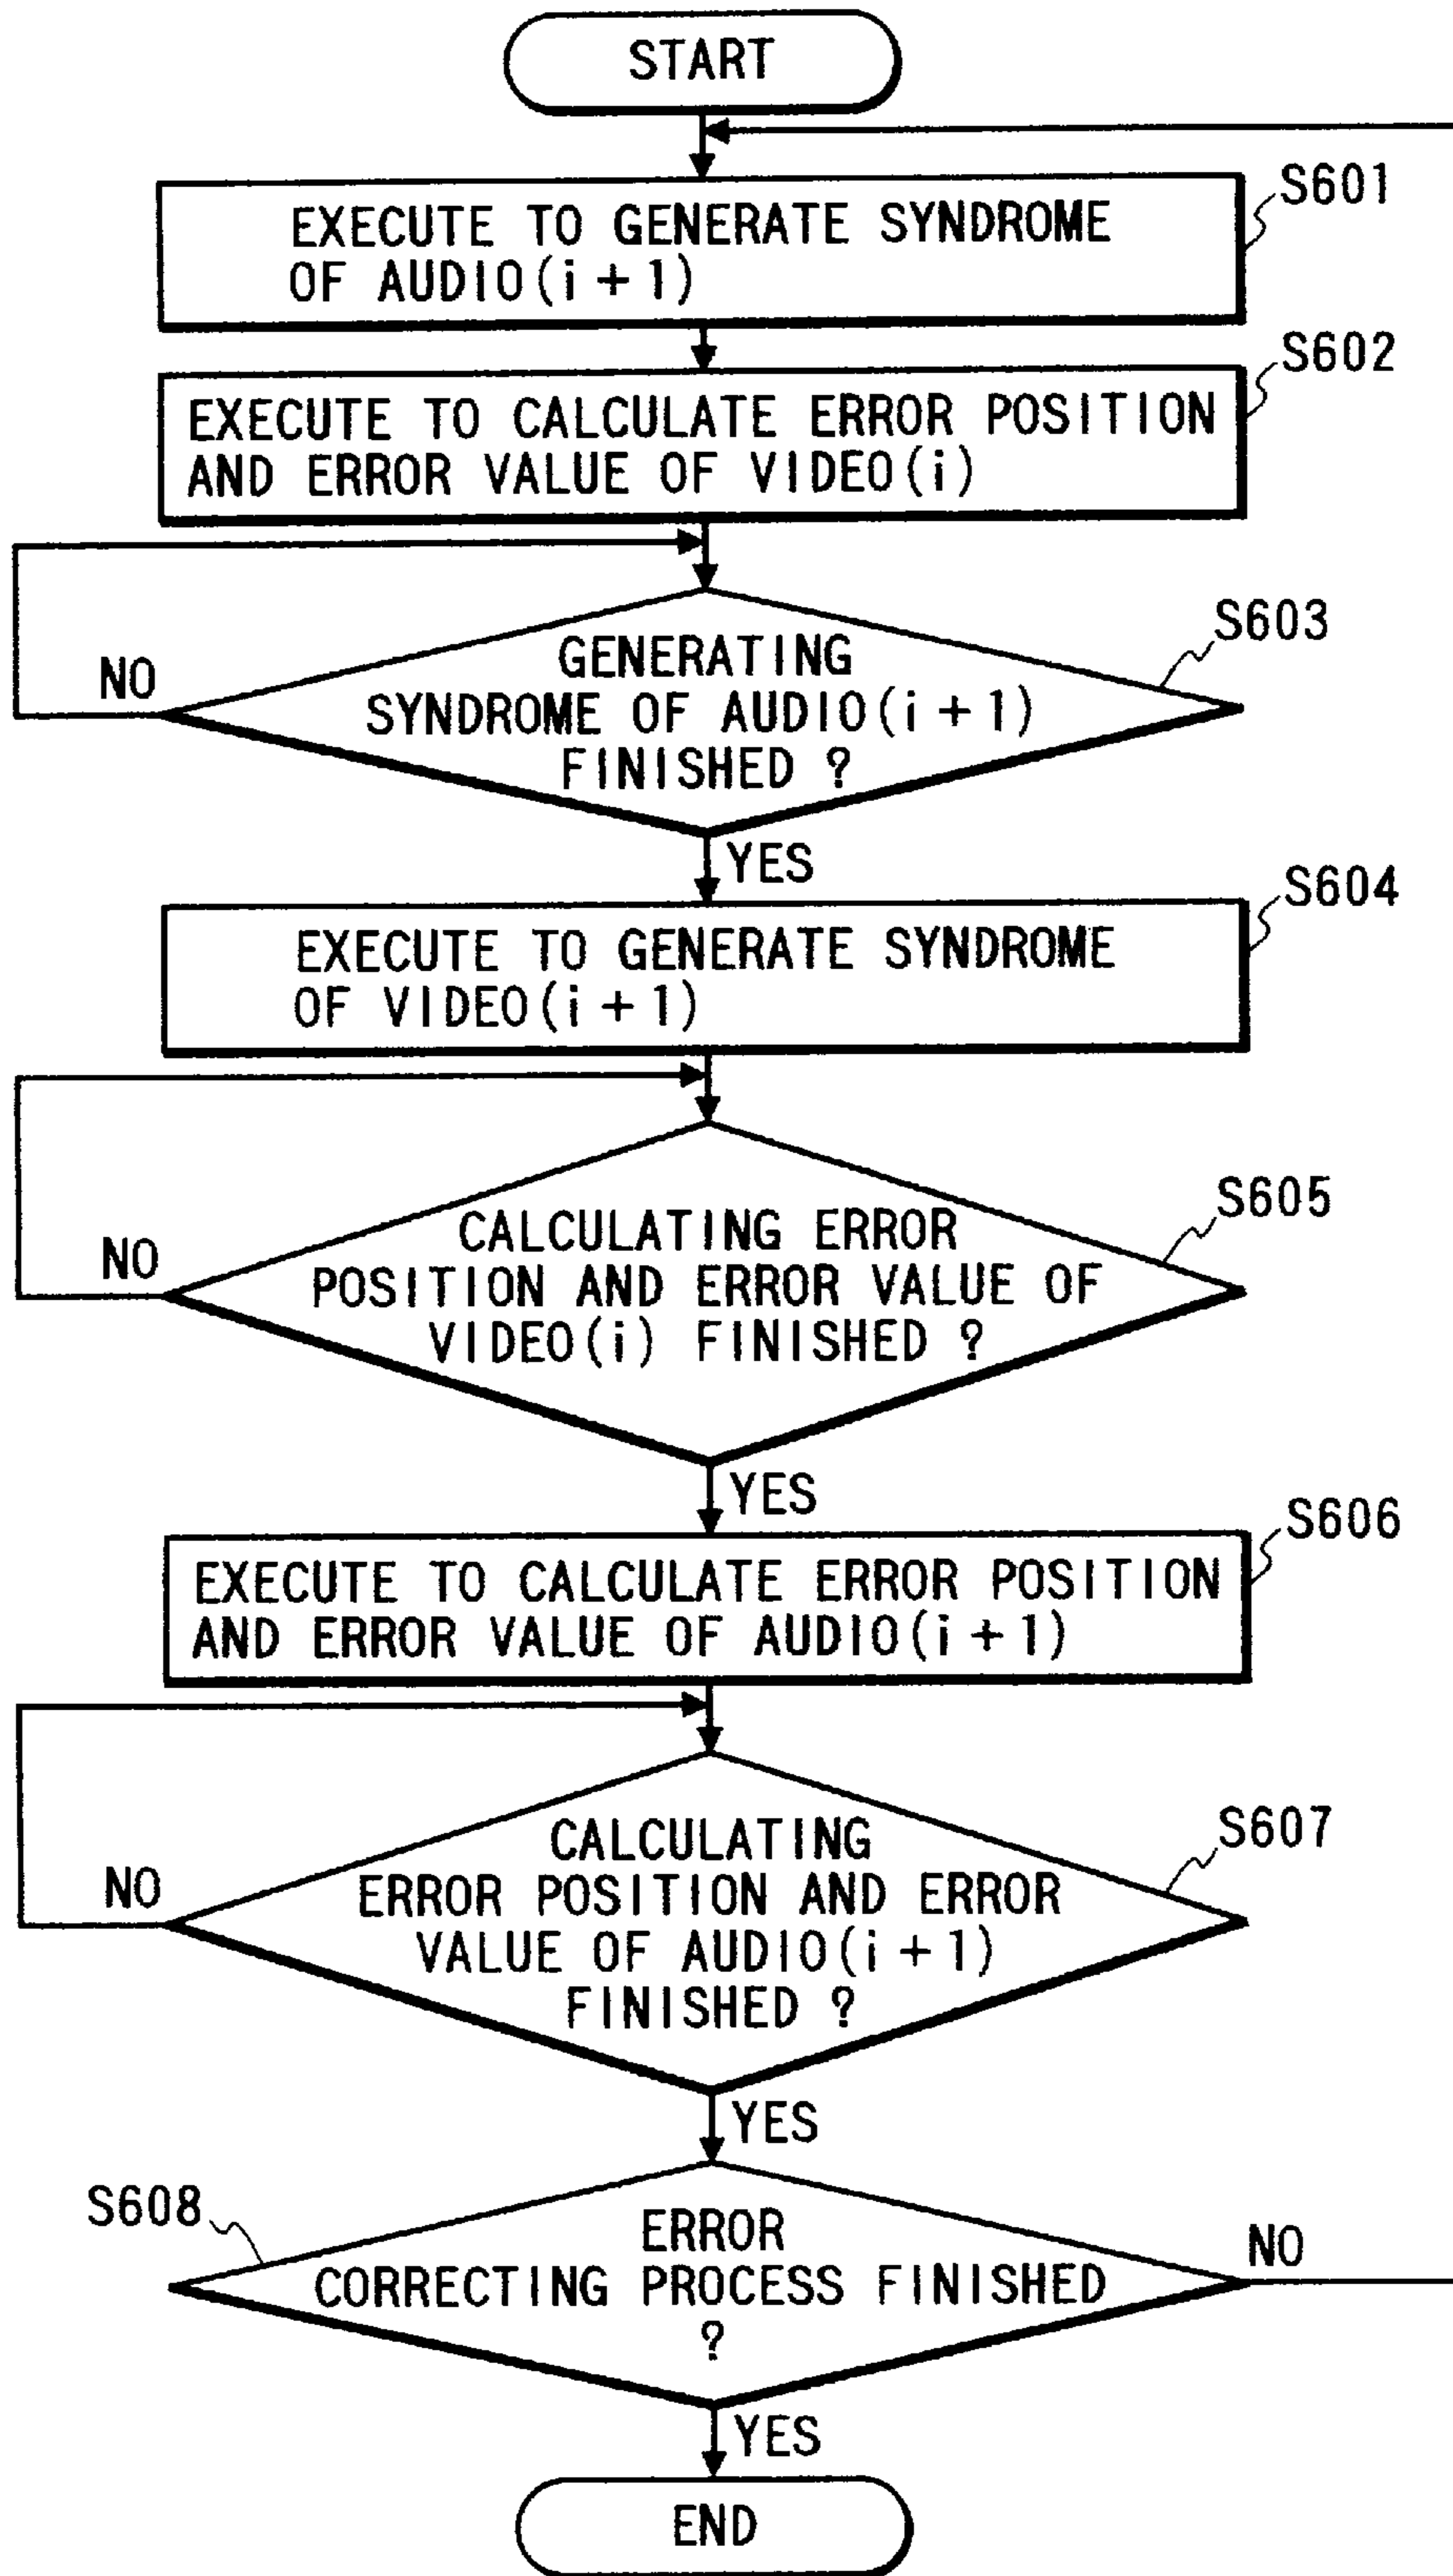 START
EXECUTE TO GENERATE SYNDROME
OF AUDIO(i+1)
S601
EXECUTE TO CALCULATE ERROR POSITION
AND ERROR VALUE OF VIDEO(i)
S602
GENERATING
SYNDROME OF AUDIO(i+1)
FINISHED ?
S603
NO
YES
EXECUTE TO GENERATE SYNDROME
OF VIDEO(i+1)
S604
CALCULATING ERROR
POSITION AND ERROR VALUE OF
VIDEO(i) FINISHED ?
S605
NO
YES
EXECUTE TO CALCULATE ERROR POSITION
AND ERROR VALUE OF AUDIO(i+1)
S606
CALCULATING
ERROR POSITION AND ERROR
VALUE OF AUDIO(i+1)
FINISHED ?
S607
NO
YES
S608
ERROR
CORRECTING PROCESS FINISHED
?
NO
YES
END